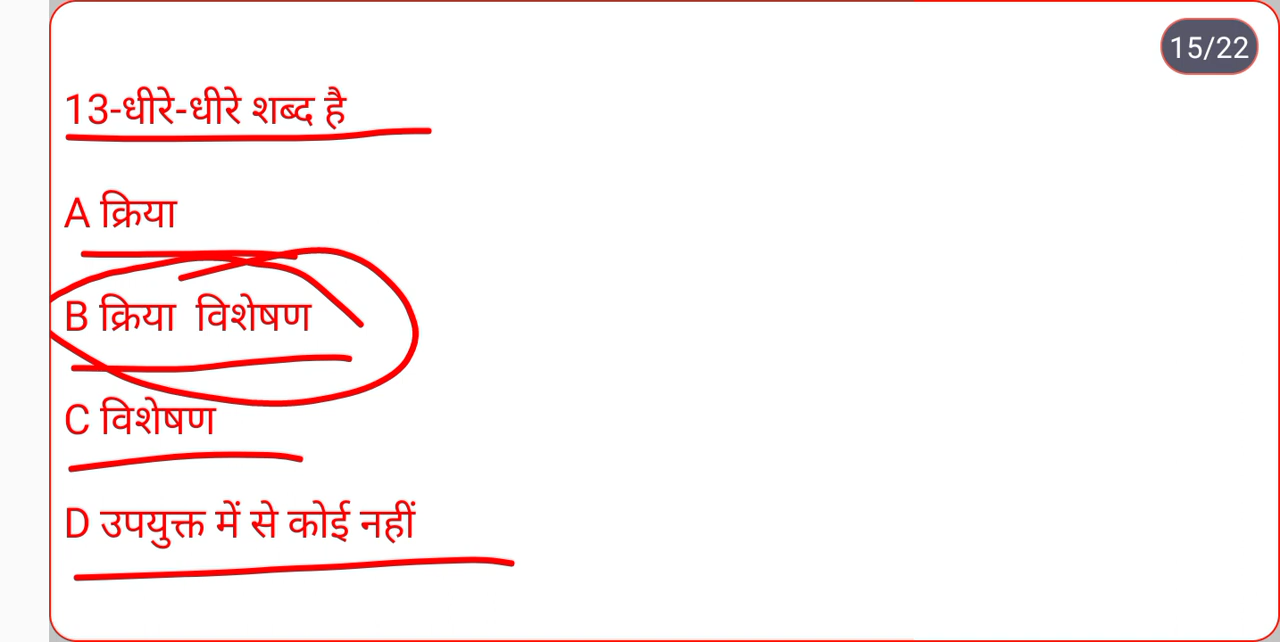 15/22
13-धीरे-धीरे शब्द है
A क्रिया
B क्रिया विशेषण
C विशेषण
D उपयुक्त में से कोई नहीं